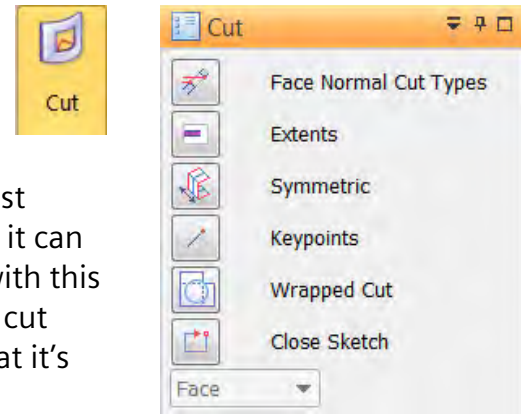 Cut
Cut
Face Normal Cut Types
Extents
Symmetric
Keypoints
Wrapped Cut
Close Sketch
Face
st
it can
with this
cut
at it's